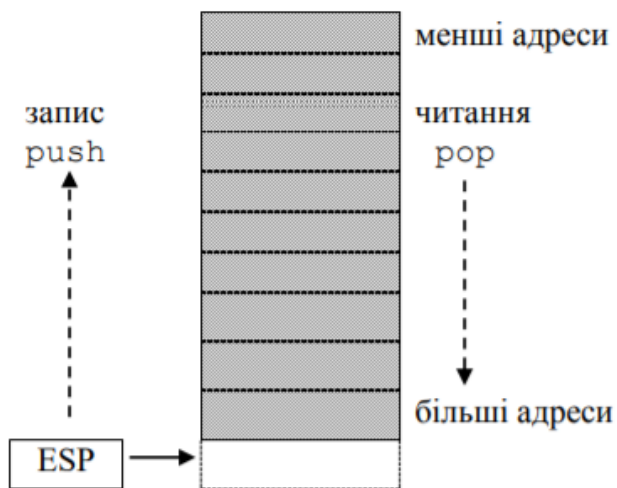 менші адреси
запис
push
читання
pop
більші адреси
ESP